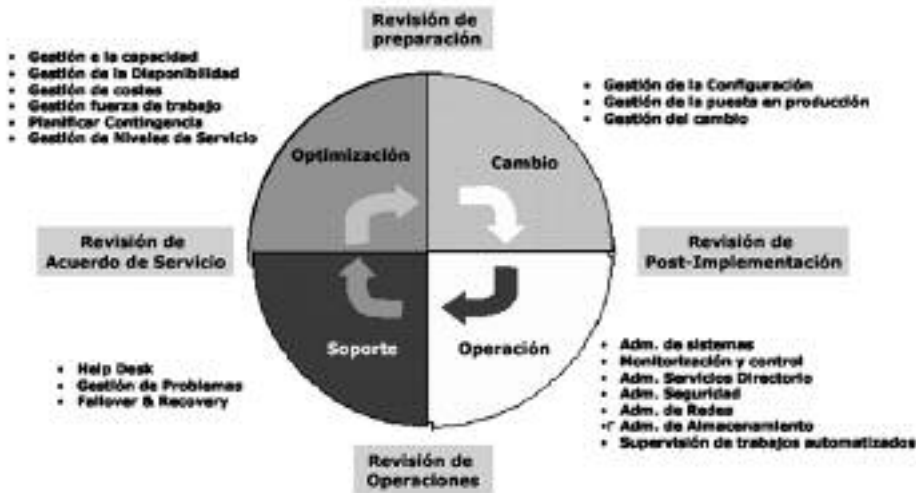 Revisión de
preparación
• Gestión e la capacidad
• Gestión de la Disponibilidad
• Gestión de costes
• Gestión fuerza de trabajo
• Planificar Contingencia
• Gestión de Niveles de Servicio
• Gestión de la Configuración
• Gestión de la puesta en producción
• Gestión del cambio
Optimización
Cambio
Revisión de
Acuerdo de Servicio
Revisión de
Post-Implementación
Soporte
Operación
• Help Desk
• Gestión de Problemas
• Failover & Recovery
• Adm. de sistemas
• Monitorización y control
• Adm. Servicios Directorio
• Adm. Seguridad
• Adm. de Redes
• Adm. de Almacenamiento
• Supervisión de trabajos automatizados
Revisión de
Operaciones